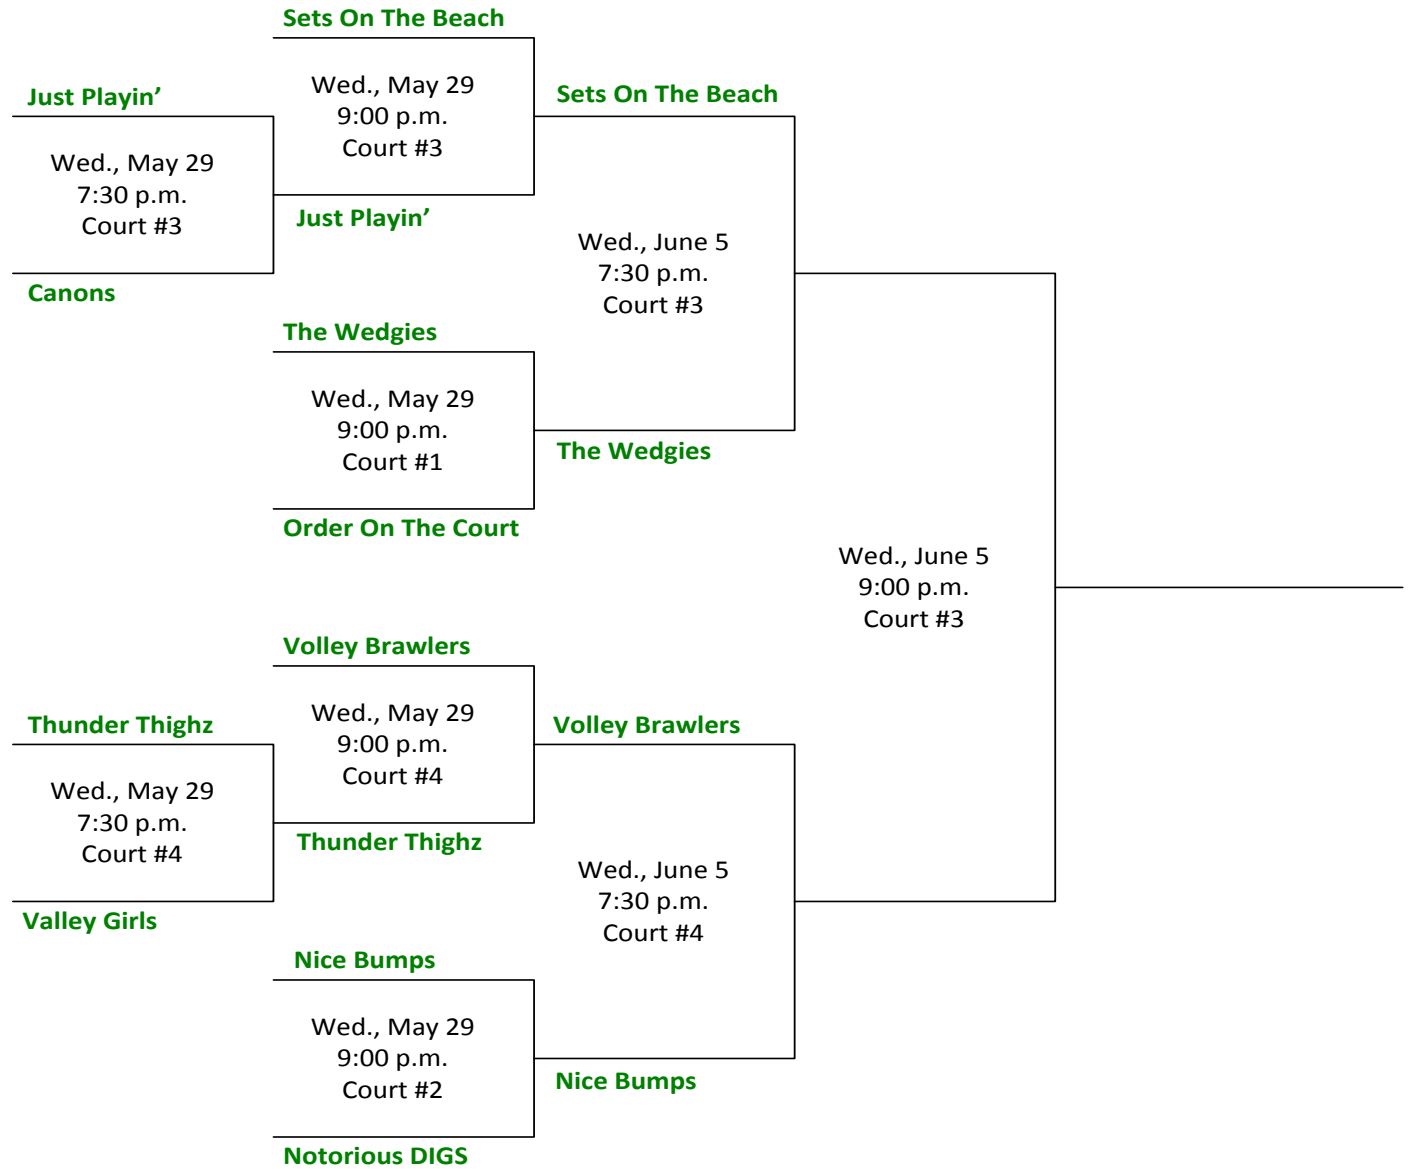 Sets On The Beach
Wed., May 29
9:00 p.m.
Court #3
Just Playin’
Wed., May 29
7:30 p.m.
Court #3
Canons
Just Playin’
Sets On The Beach
Wed., June 5
7:30 p.m.
Court #3
The Wedgies
Wed., May 29
9:00 p.m.
Court #1
Order On The Court
The Wedgies
Wed., June 5
9:00 p.m.
Court #3
Volley Brawlers
Wed., May 29
9:00 p.m.
Court #4
Thunder Thighz
Wed., May 29
7:30 p.m.
Court #4
Valley Girls
Thunder Thighz
Volley Brawlers
Wed., June 5
7:30 p.m.
Court #4
Nice Bumps
Wed., May 29
9:00 p.m.
Court #2
Notorious DIGS
Nice Bumps